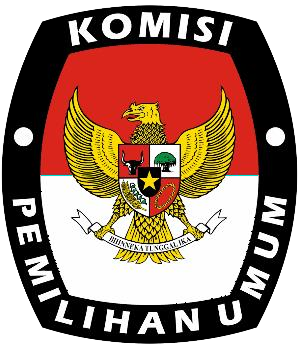 KOMISI
BHINNEKA TUNGGAL IKA
PEMILIHAN UMUM